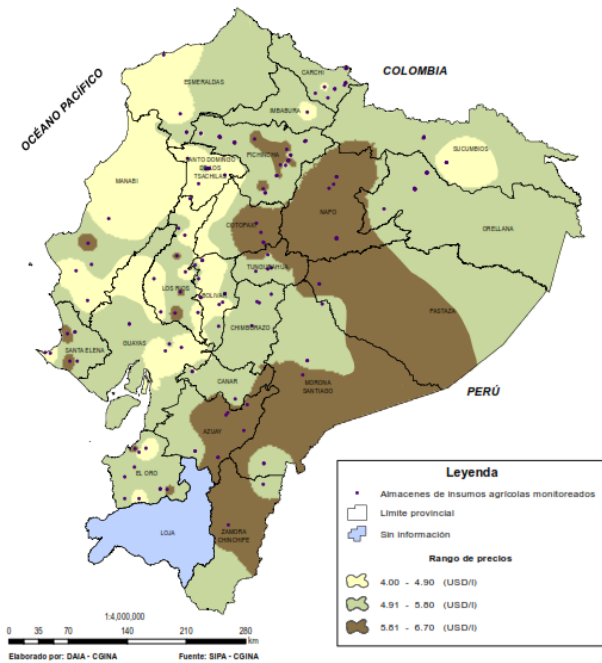 COLOMBIA
OCÉANO PACÍFICO
CARCHI
ESMERALDAS
IMBABURA
SUCUMBIOS
PICHINCHA
SANTO DOMINGO
DE LOS
TSACHILAS
MANABI
NAPO
COTOPAXI
ORELLANA
TUNGURAHUA
LOS RIOS
BOLIVAR
PASTAZA
CHIMBORAZO
GUAYAS
SANTA ELENA
CAÑAR
MORONA
SANTIAGO
PERÚ
AZUAY
EL ORO
LOJA
ZAMORA
CHINCHIPE
Leyenda
Almacenes de insumos agrícolas monitoreados
Límite provincial
Sin información
Rango de precios
4.00 - 4.90 (USD/l)
4.91 - 5.80 (USD/l)
5.81 - 6.70 (USD/l)
1:4,000,000
0 35 70 140 210 280
km
Elaborado por: DAIA - CGINA Fuente: SIPA - CGINA